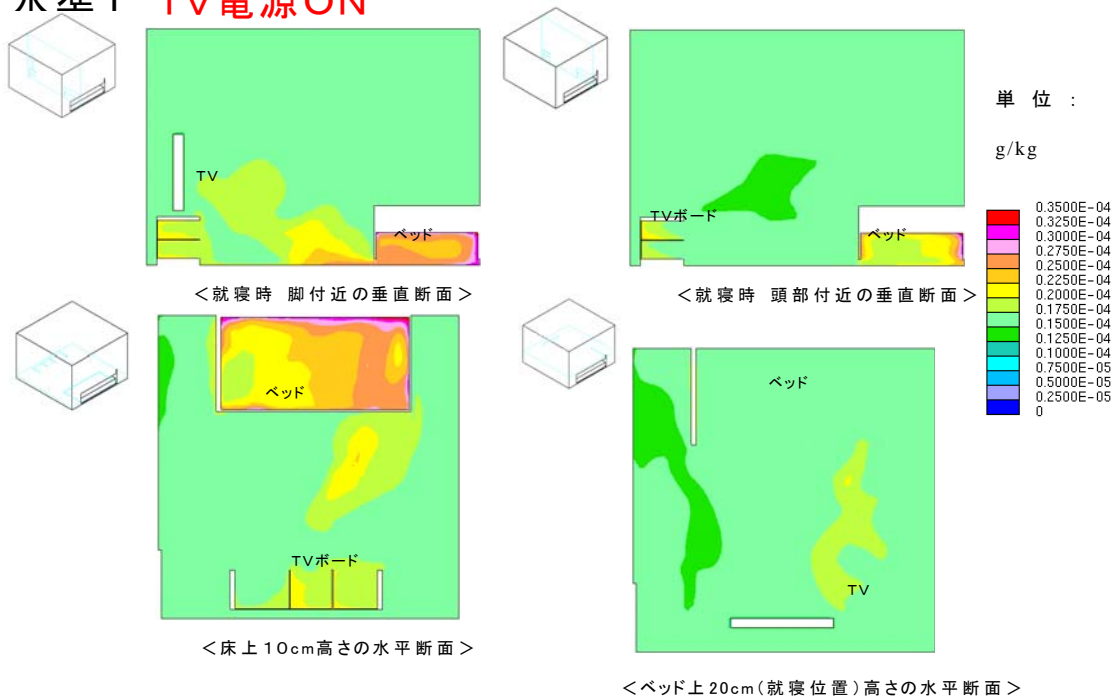 水準1 TV電源ON
単位：
g/kg
TV
ベッド
TVボード
ベッド
0.3500E-04
0.3250E-04
0.3000E-04
0.2750E-04
0.2500E-04
0.2250E-04
0.2000E-04
0.1750E-04
0.1500E-04
0.1250E-04
0.1000E-04
0.7500E-05
0.5000E-05
0.2500E-05
0
＜就寝時 脚付近の垂直断面＞
＜就寝時 頭部付近の垂直断面＞
ベッド
TVボード
ベッド
TV
＜床上10cm高さの水平断面＞
＜ベッド上20cm(就寝位置)高さの水平断面＞